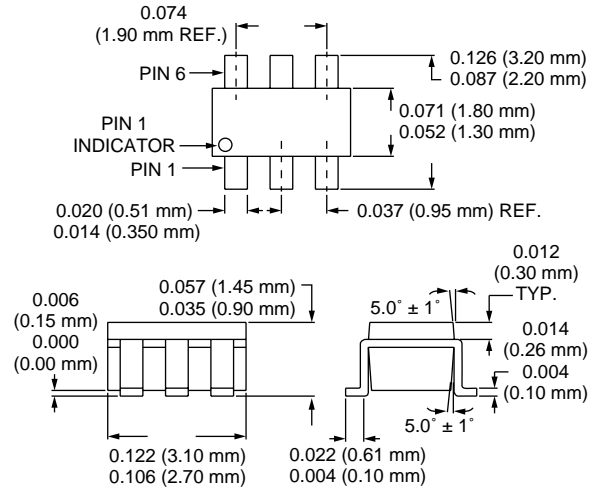 0.074
(1.90 mm REF.)
PIN 6
0.126 (3.20 mm)
0.087 (2.20 mm)
0.071 (1.80 mm)
0.052 (1.30 mm)
PIN 1
INDICATOR
PIN 1
0.020 (0.51 mm)
0.014 (0.350 mm)
0.037 (0.95 mm) REF.
0.006
(0.15 mm)
0.000
(0.00 mm)
0.057 (1.45 mm)
0.035 (0.90 mm)
5.0° ± 1°
0.012
(0.30 mm)
TYP.
0.014
(0.26 mm)
0.004
(0.10 mm)
5.0° ± 1°
0.122 (3.10 mm)
0.106 (2.70 mm)
0.022 (0.61 mm)
0.004 (0.10 mm)